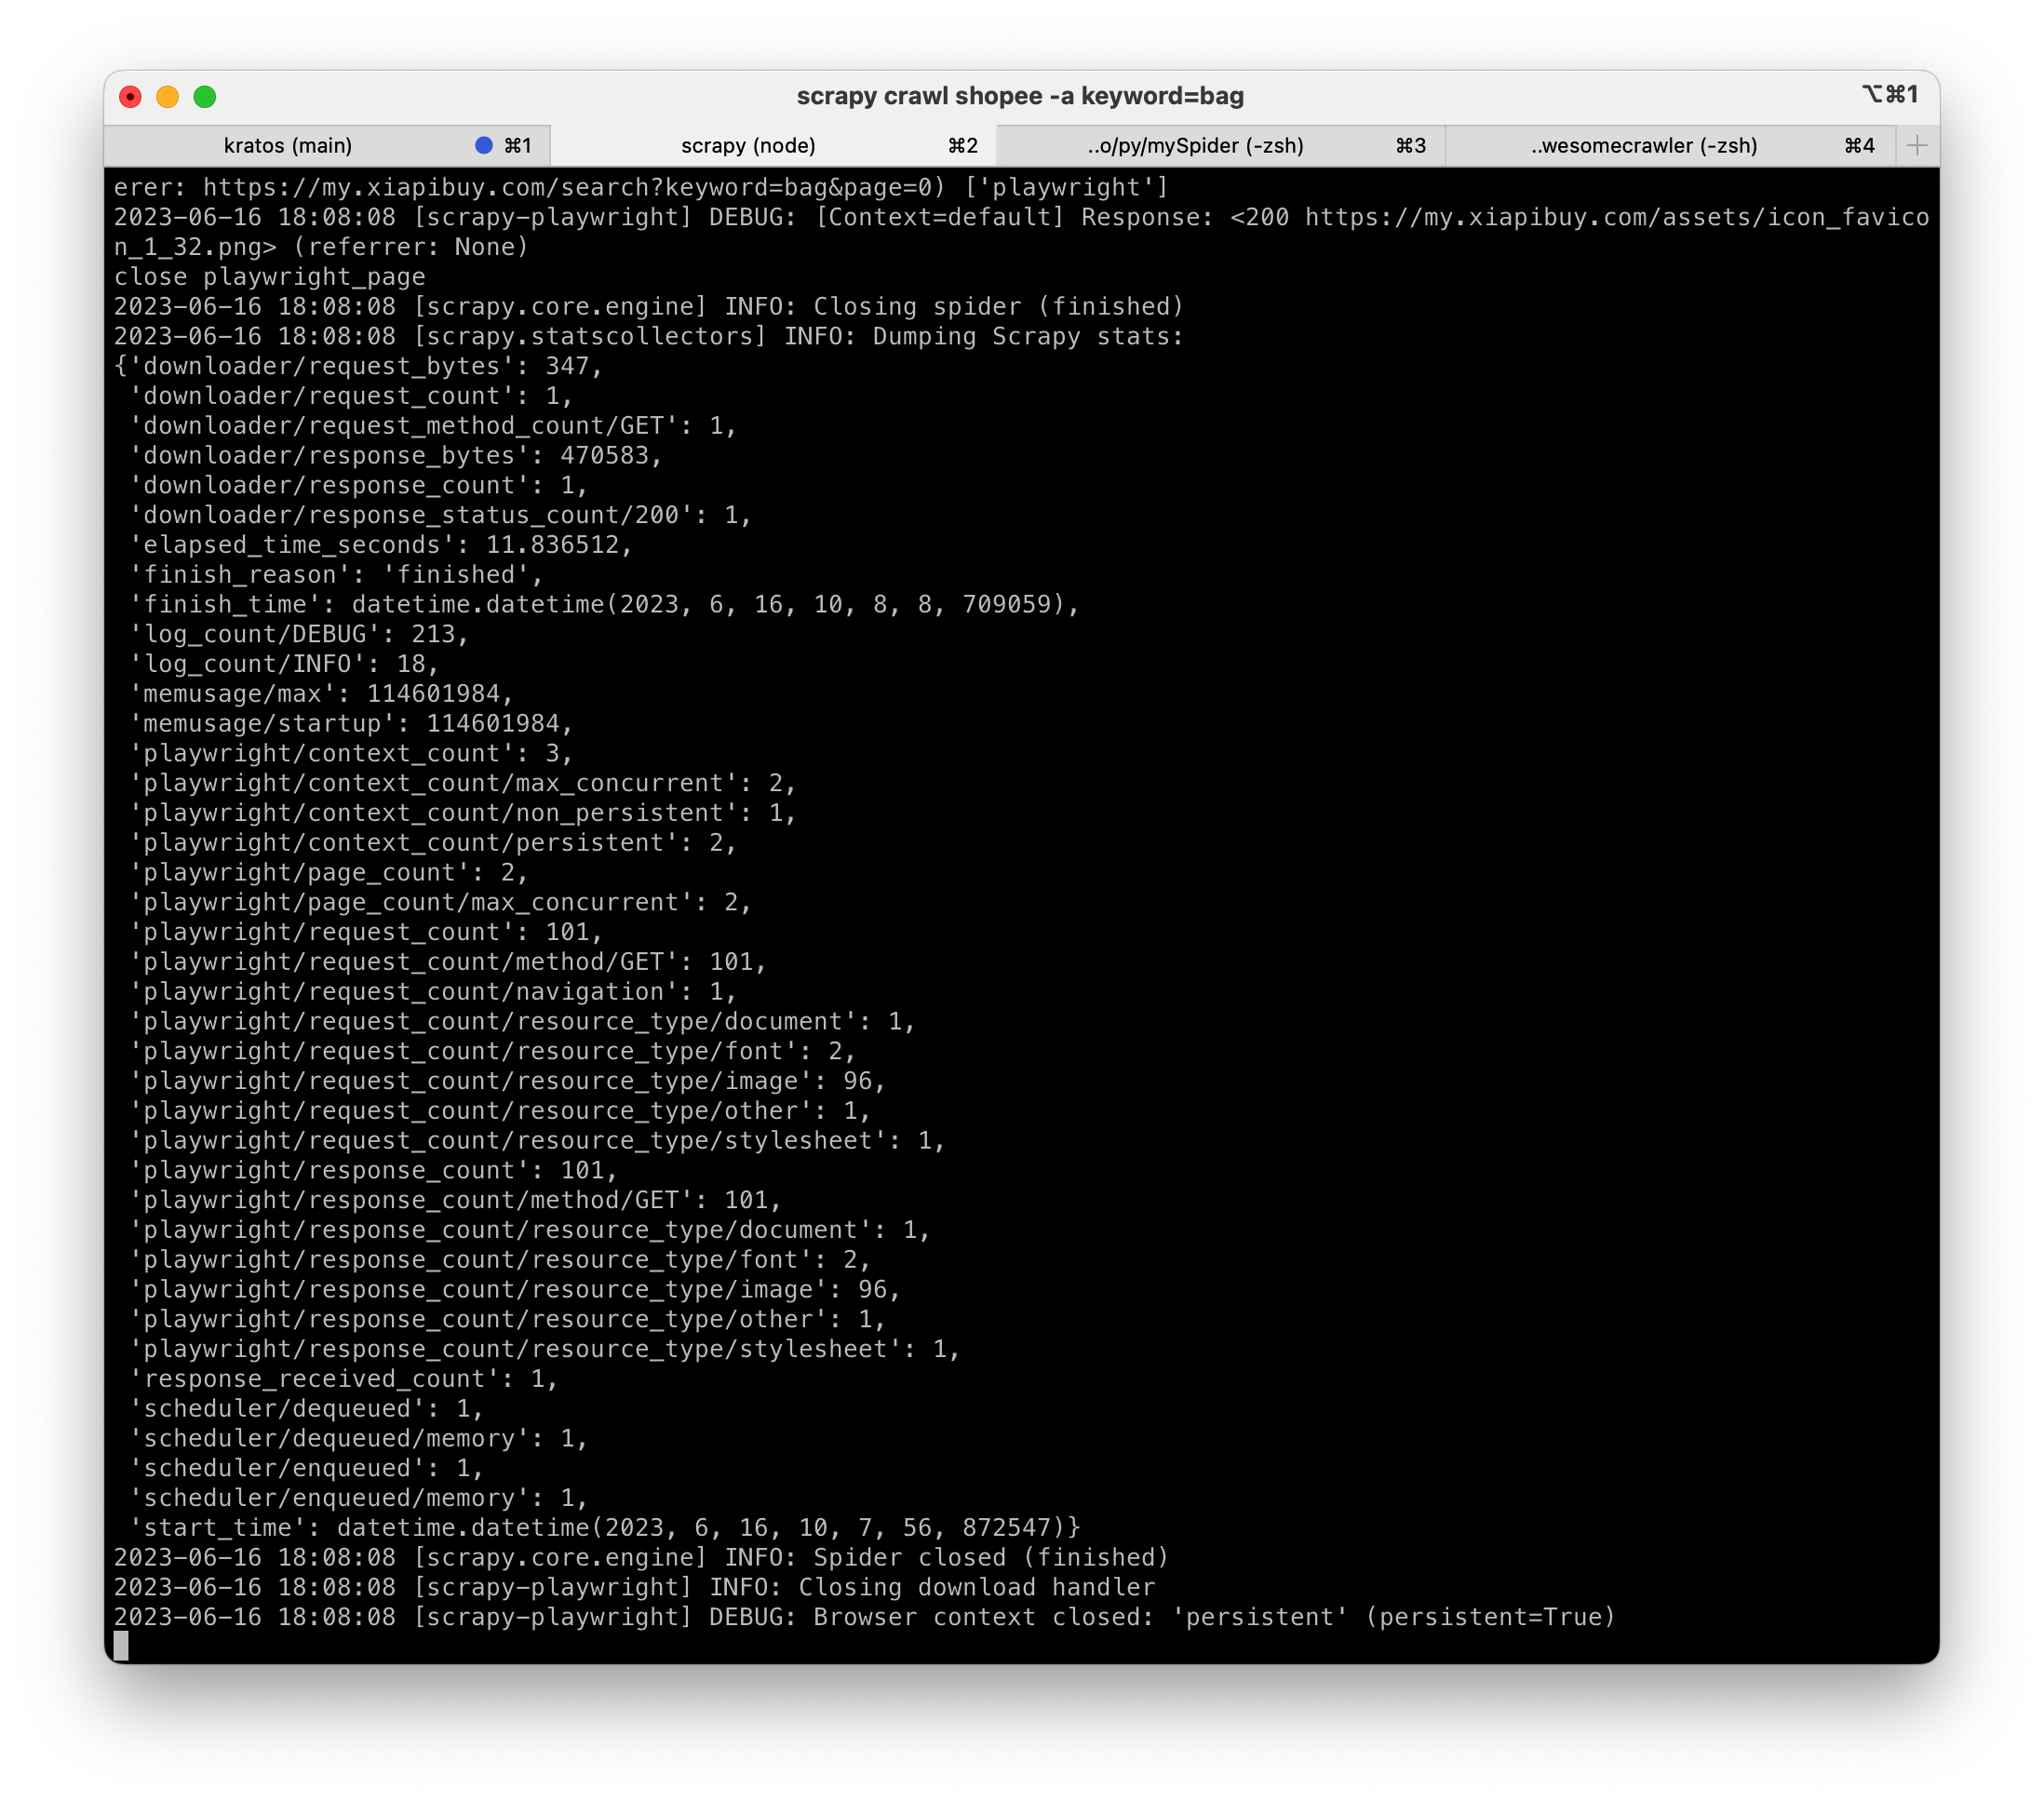 scrapy crawl shopee -a keyword=bag
⌥⌘1
kratos (main) ⌘1
scrapy (node) ⌘2
..o/py/mySpider (-zsh) ⌘3
..wesomecrawler (-zsh) ⌘4
erer: https://my.xiapibuy.com/search?keyword=bag&page=0) ['playwright']
2023-06-16 18:08:08 [scrapy-playwright] DEBUG: [Context=default] Response: <200 https://my.xiapibuy.com/assets/icon_favico
n_1_32.png> (referrer: None)
close playwright_page
2023-06-16 18:08:08 [scrapy.core.engine] INFO: Closing spider (finished)
2023-06-16 18:08:08 [scrapy.statscollectors] INFO: Dumping Scrapy stats:
{'downloader/request_bytes': 347,
 'downloader/request_count': 1,
 'downloader/request_method_count/GET': 1,
 'downloader/response_bytes': 470583,
 'downloader/response_count': 1,
 'downloader/response_status_count/200': 1,
 'elapsed_time_seconds': 11.836512,
 'finish_reason': 'finished',
 'finish_time': datetime.datetime(2023, 6, 16, 10, 8, 8, 709059),
 'log_count/DEBUG': 213,
 'log_count/INFO': 18,
 'memusage/max': 114601984,
 'memusage/startup': 114601984,
 'playwright/context_count': 3,
 'playwright/context_count/max_concurrent': 2,
 'playwright/context_count/non_persistent': 1,
 'playwright/context_count/persistent': 2,
 'playwright/page_count': 2,
 'playwright/page_count/max_concurrent': 2,
 'playwright/request_count': 101,
 'playwright/request_count/method/GET': 101,
 'playwright/request_count/navigation': 1,
 'playwright/request_count/resource_type/document': 1,
 'playwright/request_count/resource_type/font': 2,
 'playwright/request_count/resource_type/image': 96,
 'playwright/request_count/resource_type/other': 1,
 'playwright/request_count/resource_type/stylesheet': 1,
 'playwright/response_count': 101,
 'playwright/response_count/method/GET': 101,
 'playwright/response_count/resource_type/document': 1,
 'playwright/response_count/resource_type/font': 2,
 'playwright/response_count/resource_type/image': 96,
 'playwright/response_count/resource_type/other': 1,
 'playwright/response_count/resource_type/stylesheet': 1,
 'response_received_count': 1,
 'scheduler/dequeued': 1,
 'scheduler/dequeued/memory': 1,
 'scheduler/enqueued': 1,
 'scheduler/enqueued/memory': 1,
 'start_time': datetime.datetime(2023, 6, 16, 10, 7, 56, 872547)}
2023-06-16 18:08:08 [scrapy.core.engine] INFO: Spider closed (finished)
2023-06-16 18:08:08 [scrapy-playwright] INFO: Closing download handler
2023-06-16 18:08:08 [scrapy-playwright] DEBUG: Browser context closed: 'persistent' (persistent=True)